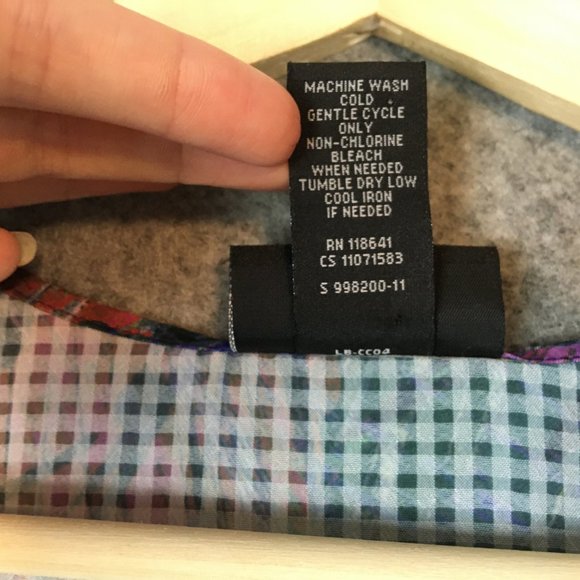 MACHINE WASH
COLD
GENTLE CYCLE
ONLY
NON-CHLORINE
BLEACH
WHEN NEEDED
TUMBLE DRY LOW
COOL IRON
IF NEEDED
RN 118641
CS 11071583
S 998200-11